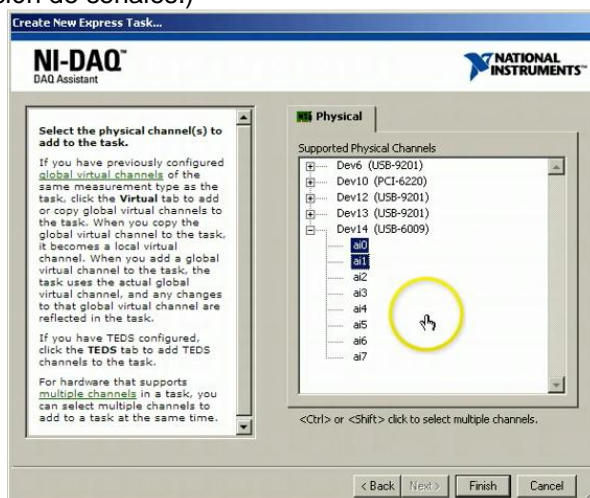 sión de señales.)
Create New Express Task...
NI-DAQ™
DAQ Assistant
NATIONAL
INSTRUMENTS™
Select the physical channel(s) to
add to the task.
If you have previously configured
global virtual channels of the
same measurement type as the
task, click the Virtual tab to add
or copy global virtual channels to
the task. When you copy the
global virtual channel to the task,
it becomes a local virtual
channel. When you add a global
virtual channel to the task, the
task uses the actual global
virtual channel, and any changes
to that global virtual channel are
reflected in the task.
If you have TEDS configured,
click the TEDS tab to add TEDS
channels to the task.
For hardware that supports
multiple channels in a task, you
can select multiple channels to
add to a task at the same time.
Physical
Supported Physical Channels
Dev6 (USB-9201)
Dev10 (PCI-6220)
Dev12 (USB-9201)
Dev13 (USB-9201)
Dev14 (USB-6009)
ai0
ai1
ai2
ai3
ai4
ai5
ai6
ai7
<Ctrl> or <Shift> click to select multiple channels.
< Back
Next >
Finish
Cancel